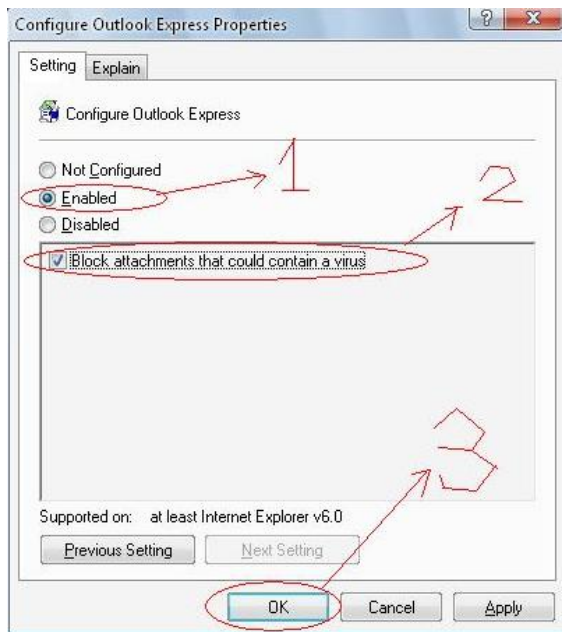 Configure Outlook Express Properties
Setting Explain
Configure Outlook Express
Not Configured
1
Enabled
2
Disabled
Block attachments that could contain a virus
3
Supported on: at least Internet Explorer v6.0
Previous Setting Next Setting
OK Cancel Apply